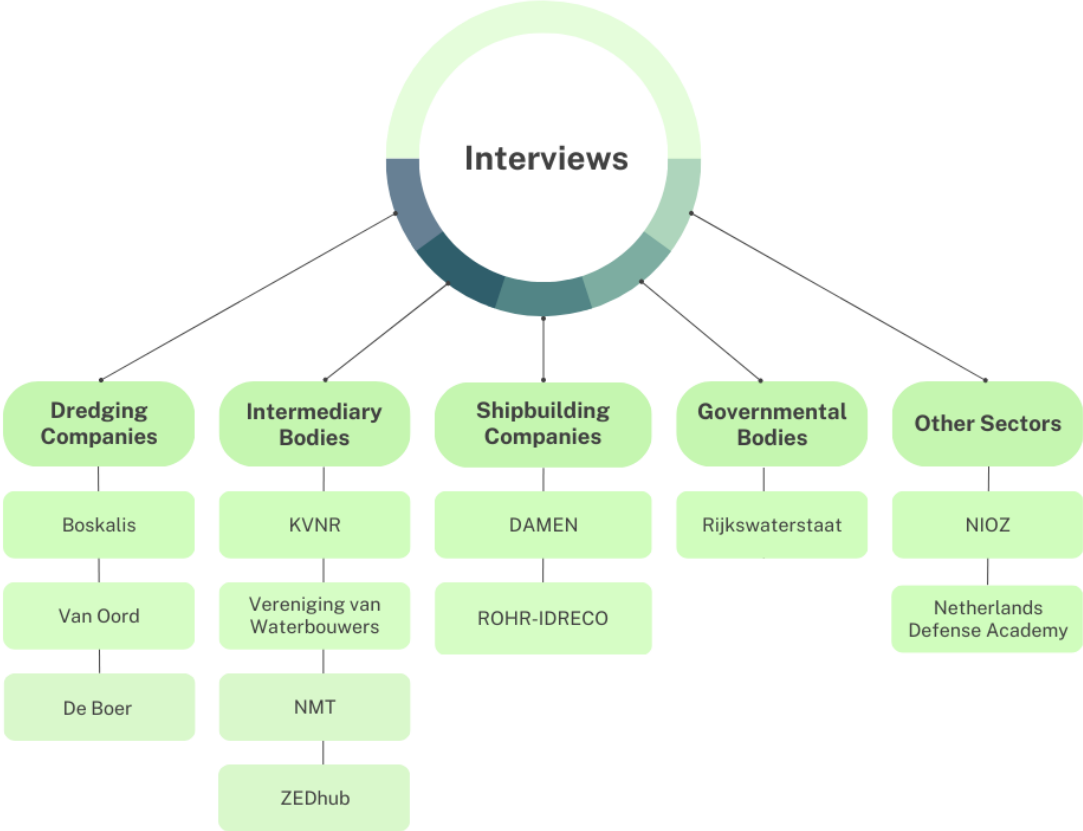 Interviews
Dredging
Companies
Boskalis
Van Oord
De Boer
Intermediary
Bodies
KVNR
Vereniging van
Waterbouwers
NMT
ZEDhub
Shipbuilding
Companies
DAMEN
ROHR-IDRECO
Governmental
Bodies
Rijkswaterstaat
Other Sectors
NIOZ
Netherlands
Defense Academy